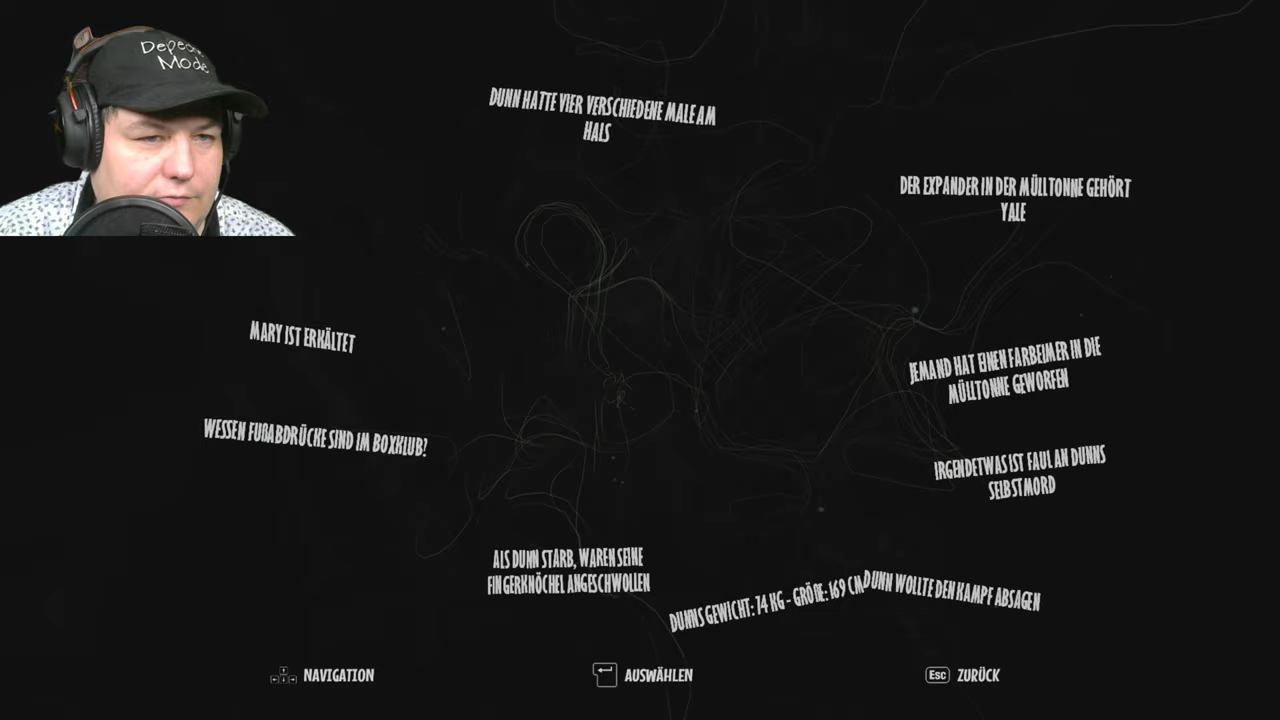 Depeche
Mode
DUNN HATTE VIER VERSCHIEDENE MALE AM
HALS
DER EXPANDER IN DER MÜLLTONNE GEHÖRT
YALE
MARY IST ERKÄLTET
JEMAND HAT EINEN FARBEIMER IN DIE
MÜLLTONNE GEWORFEN
WESSEN FUßABDRÜCKE SIND IM BOXKLUB?
IRGENDETWAS IST FAUL AN DUNNS
SELBSTMORD
ALS DUNN STARB, WAREN SEINE
FINGERKNÖCHEL ANGESCHWOLLEN
DUNNS GEWICHT: 74 KG - GRÖßE: 169 CM
DUNN WOLLTE DEN KAMPF ABSAGEN
NAVIGATION
AUSWÄHLEN
Esc ZURÜCK